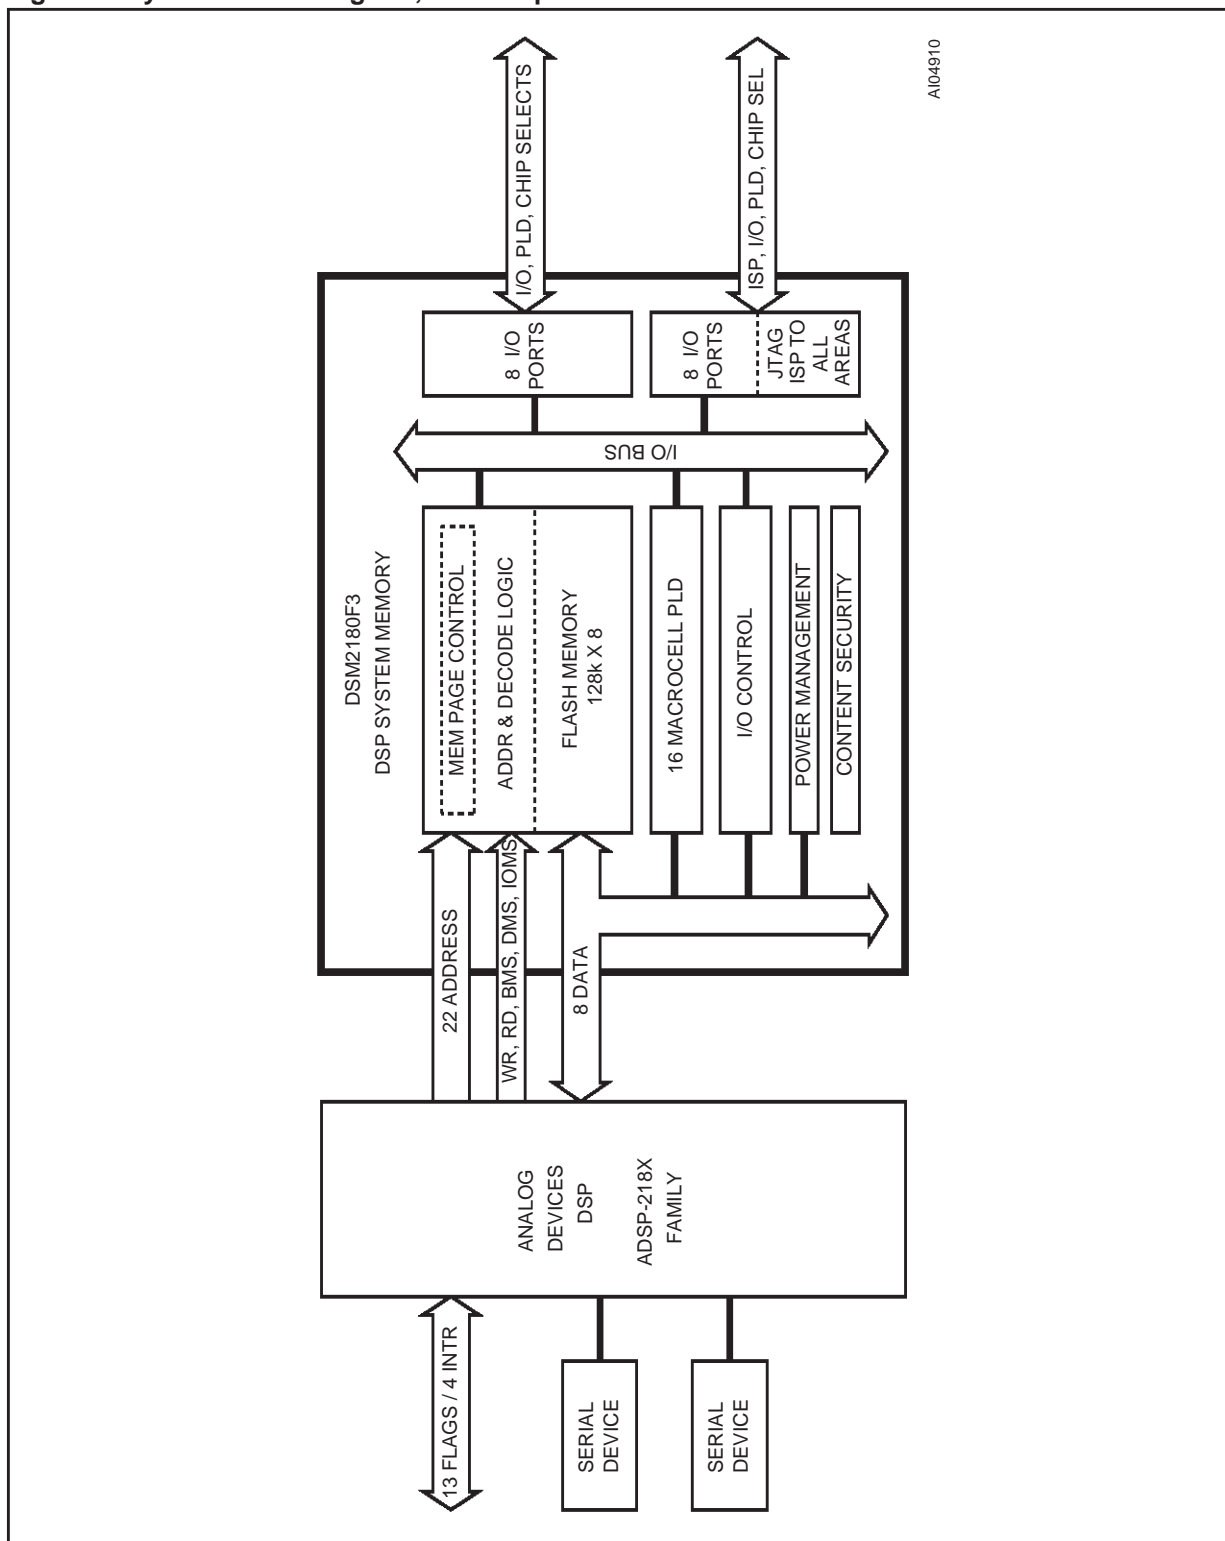 AI04910
I/O, PLD, CHIP SELECTS
ISP, I/O, PLD, CHIP SEL
8 I/O
PORTS
8 I/O
PORTS
JTAG
ISP TO
ALL
AREAS
I/O BUS
DSM2180F3
DSP SYSTEM MEMORY
MEM PAGE CONTROL
ADDR & DECODE LOGIC
FLASH MEMORY
128k X 8
16 MACROCELL PLD
I/O CONTROL
POWER MANAGEMENT
CONTENT SECURITY
22 ADDRESS
WR, RD, BMS, DMS, IOMS
8 DATA
ANALOG
DEVICES
DSP
ADSP-218X
FAMILY
13 FLAGS / 4 INTR
SERIAL
DEVICE
SERIAL
DEVICE